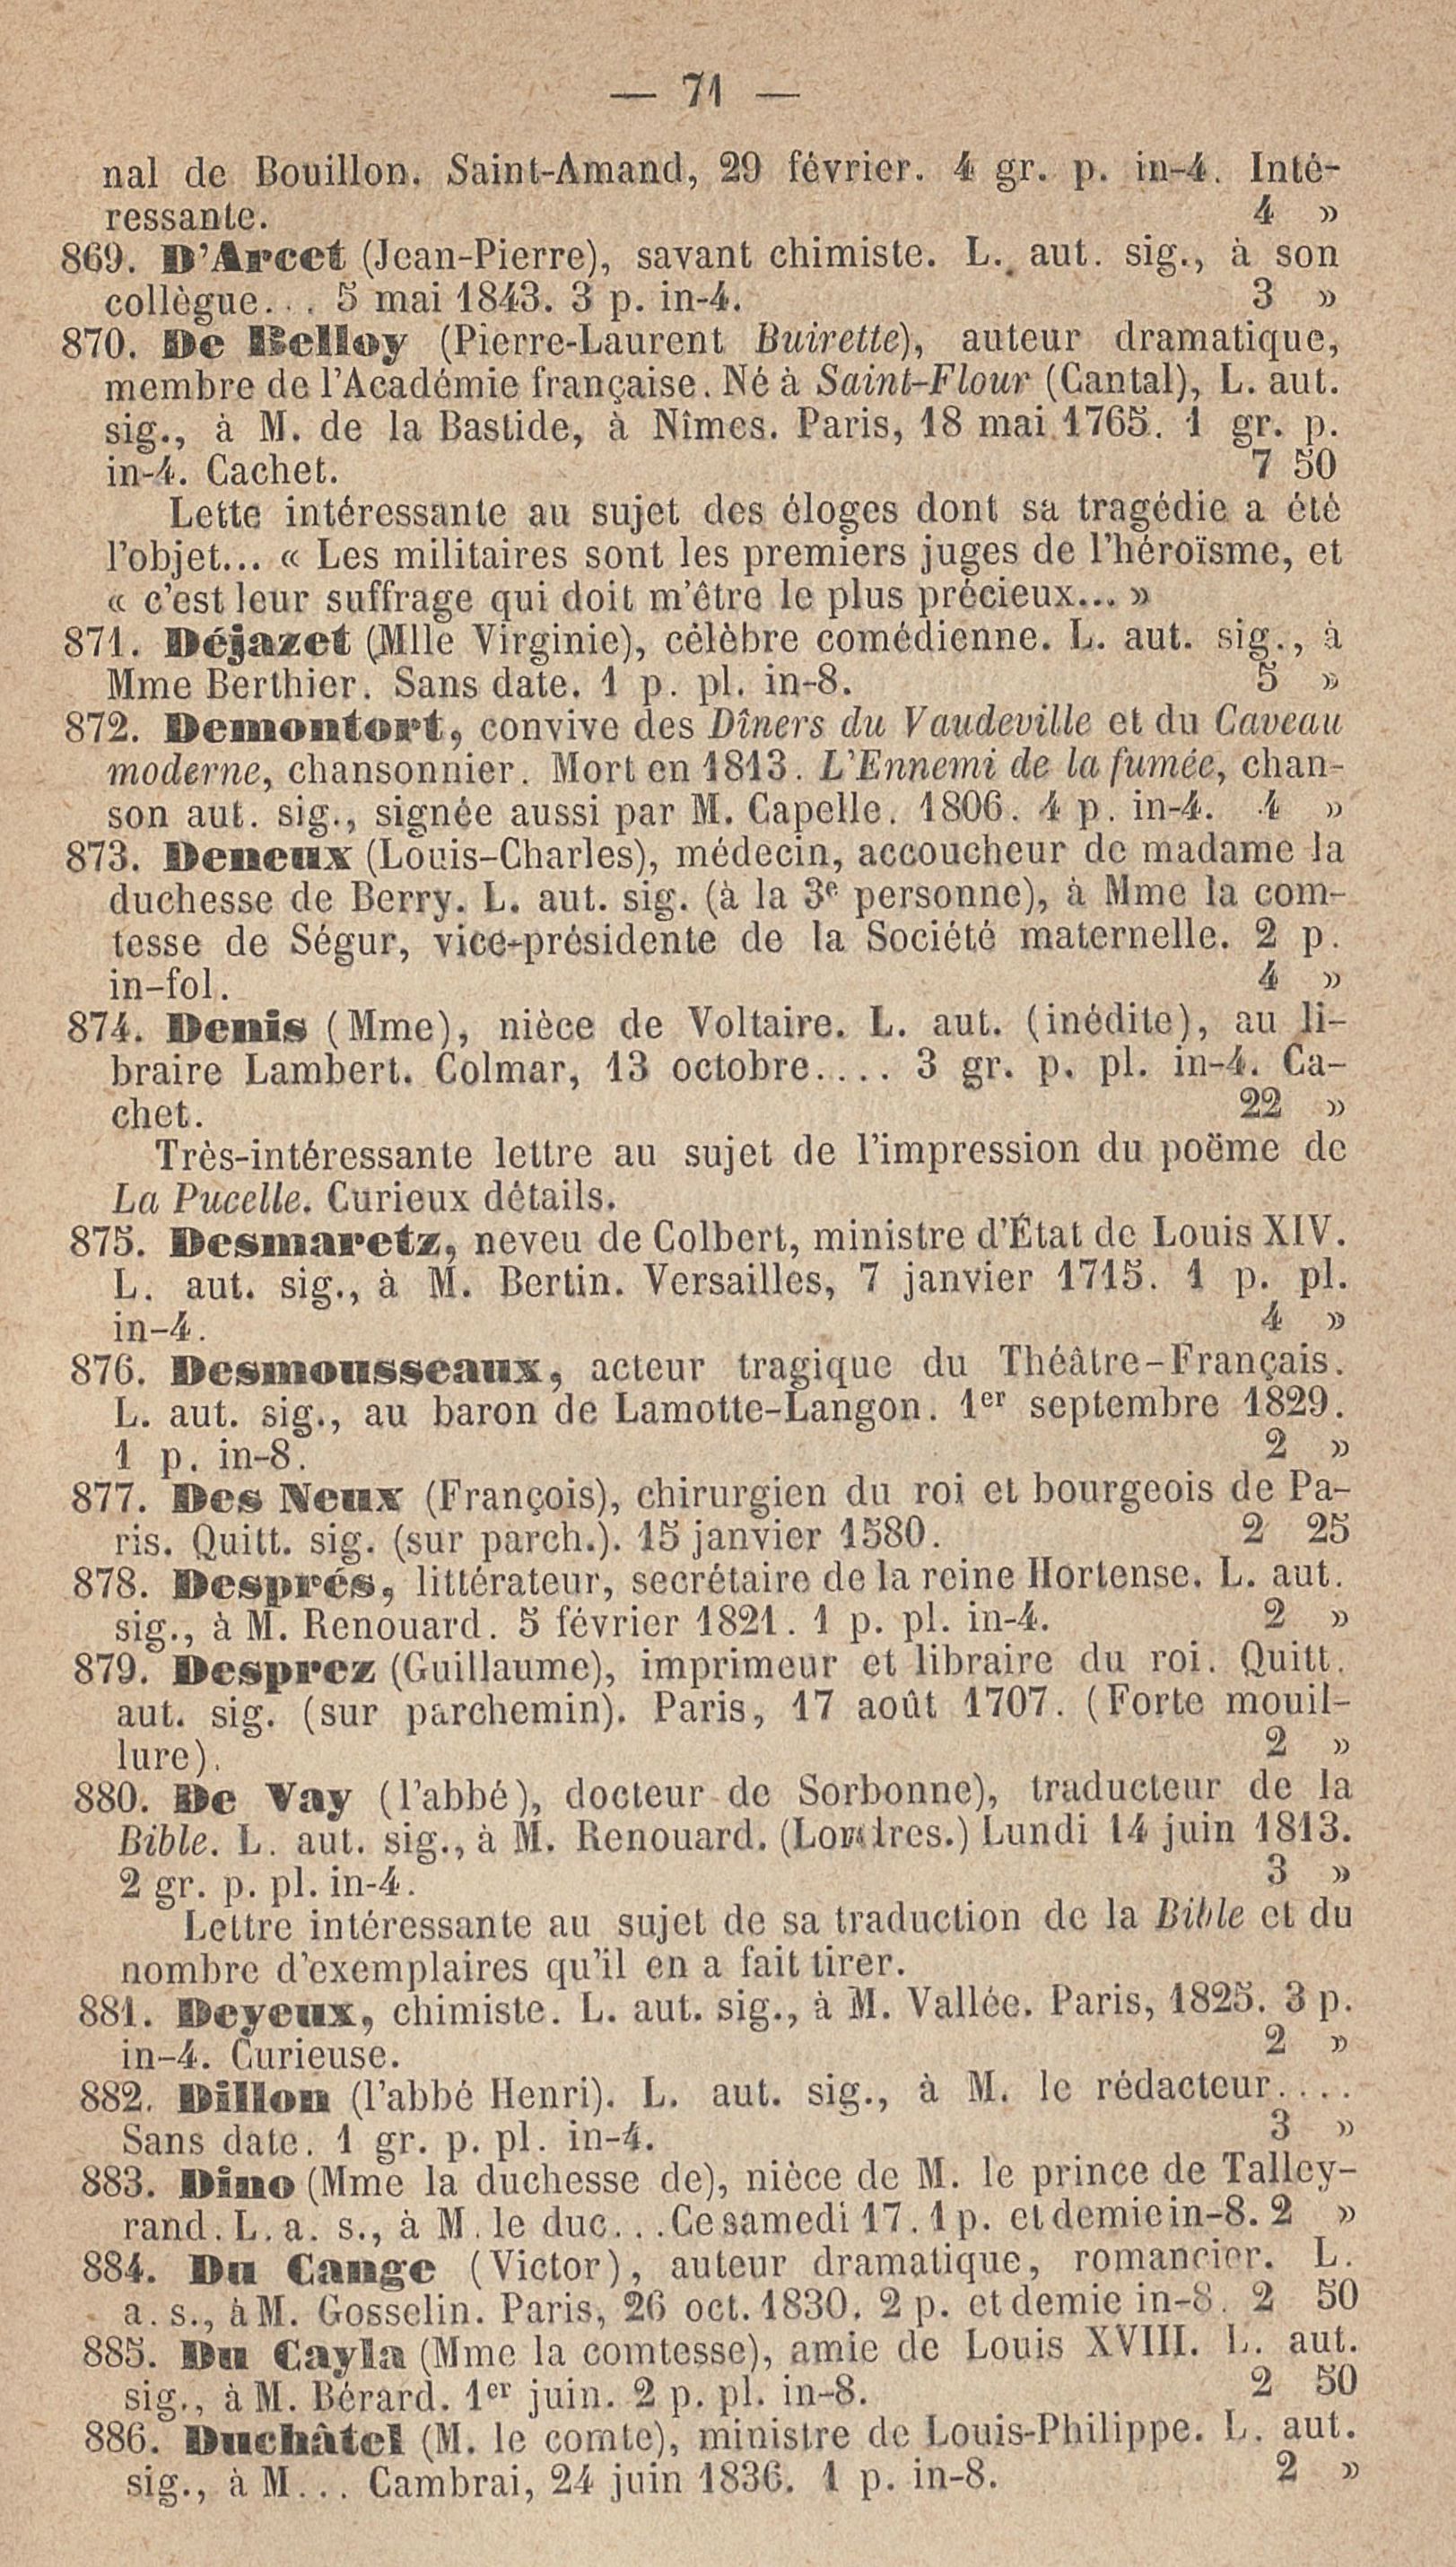 — 71 —
nal de Bouillon. Saint-Amand, 29 février. 4 gr. p. in-4. Inté-
ressante. 4 »
869. D'Arcet (Jean-Pierre), savant chimiste. L. aut. sig., à son
collègue... 5 mai 1843. 3 p. in-4. 3 »
870. De Belloy (Pierre-Laurent Buirette), auteur dramatique,
membre de l'Académie française. Né à Saint-Flour (Cantal), L. aut.
sig., à M. de la Bastide, à Nîmes. Paris, 18 mai 1765. 1 gr. p.
in-4. Cachet. 7 50
Lette intéressante au sujet des éloges dont sa tragédie a été
l'objet... « Les militaires sont les premiers juges de l'héroïsme, et
« c'est leur suffrage qui doit m'être le plus précieux... »
871. Déjazet (Mlle Virginie), célèbre comédienne. L. aut. sig., à
Mme Berthier. Sans date. 1 p. pl. in-8. 5 »
872. Demontort, convive des Dîners du Vaudeville et du Caveau
moderne, chansonnier. Mort en 1813. L'Ennemi de la fumée, chan-
son aut. sig., signée aussi par M. Capelle. 1806. 4 p. in-4. 4 »
873. Deneux (Louis-Charles), médecin, accoucheur de madame la
duchesse de Berry. L. aut. sig. (à la 3e personne), à Mme la com-
tesse de Ségur, vice-présidente de la Société maternelle. 2 p.
in-fol. 4 »
874. Denis (Mme), nièce de Voltaire. L. aut. (inédite), au li-
braire Lambert. Colmar, 13 octobre.... 3 gr. p. pl. in-4. Ca-
chet. 22 »
Très-intéressante lettre au sujet de l'impression du poëme de
La Pucelle. Curieux détails.
875. Desmaretz, neveu de Colbert, ministre d'État de Louis XIV.
L. aut. sig., à M. Bertin. Versailles, 7 janvier 1715. 1 p. pl.
in-4. 4 »
876. Desmousseaux, acteur tragique du Théâtre-Français.
L. aut. sig., au baron de Lamotte-Langon. 1er septembre 1829.
1 p. in-8. 2 »
877. Des Neux (François), chirurgien du roi et bourgeois de Pa-
ris. Quitt. sig. (sur parch.). 15 janvier 1580. 2 25
878. Després, littérateur, secrétaire de la reine Hortense. L. aut.
sig., à M. Renouard. 5 février 1821. 1 p. pl. in-4. 2 »
879. Desprez (Guillaume), imprimeur et libraire du roi. Quitt.
aut. sig. (sur parchemin). Paris, 17 août 1707. (Forte mouil-
lure). 2 »
880. De Vay (l'abbé), docteur de Sorbonne), traducteur de la
Bible. L. aut. sig., à M. Renouard. (Londres.) Lundi 14 juin 1813.
2 gr. p. pl. in-4. 3 »
Lettre intéressante au sujet de sa traduction de la Bible et du
nombre d'exemplaires qu'il en a fait tirer.
881. Deyeux, chimiste. L. aut. sig., à M. Vallée. Paris, 1825. 3 p.
in-4. Curieuse. 2 »
882. Dillon (l'abbé Henri). L. aut. sig., à M. le rédacteur....
Sans date. 1 gr. p. pl. in-4. 3 »
883. Dino (Mme la duchesse de), nièce de M. le prince de Talley-
rand. L. a. s., à M. le duc... Ce samedi 17. 1 p. et demie in-8. 2 »
884. Du Cange (Victor), auteur dramatique, romancier. L.
a. s., à M. Gosselin. Paris, 26 oct. 1830. 2 p. et demie in-8. 2 50
885. Du Cayla (Mme la comtesse), amie de Louis XVIII. L. aut.
sig., à M. Bérard. 1er juin. 2 p. pl. in-8. 2 50
886. Duchâtel (M. le comte), ministre de Louis-Philippe. L. aut.
sig., à M... Cambrai, 24 juin 1836. 1 p. in-8. 2 »